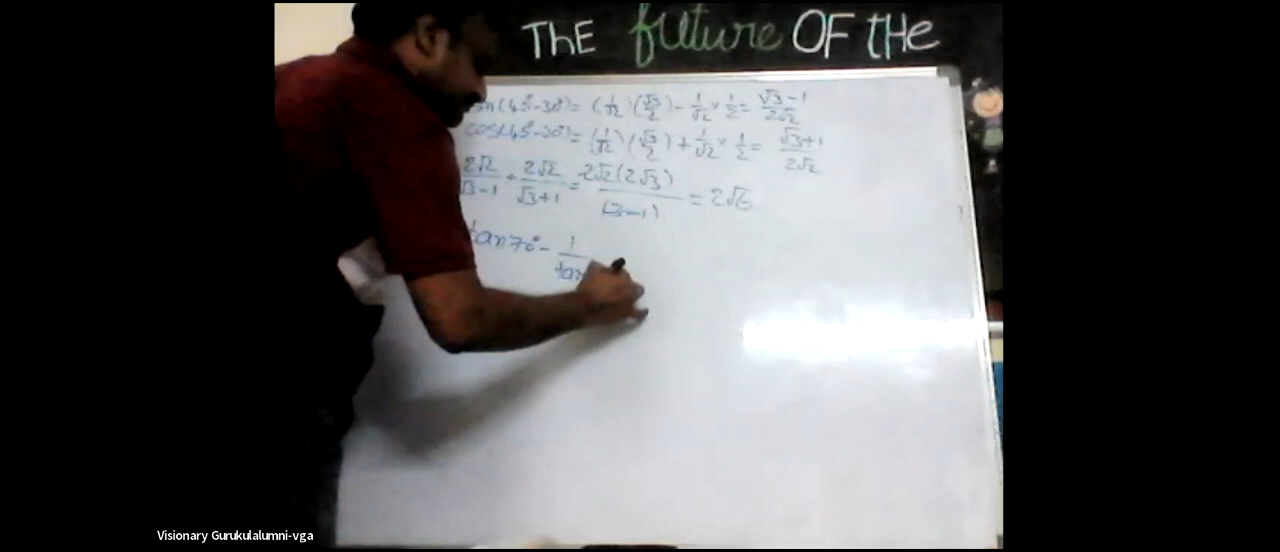 THE future OF tHe
sin(45°-30°)= (1/√2)(√3/2) - 1/√2 × 1/2 = √3-1/2√2
cos(45°-30°)= (1/√2)(√3/2) + 1/√2 × 1/2 = √3+1/2√2
2√2/√3-1 + 2√2/√3+1 = 2√2(2√3)/(3-1) = 2√6
tan70° - 1/tan
Visionary Gurukulalumni-vga